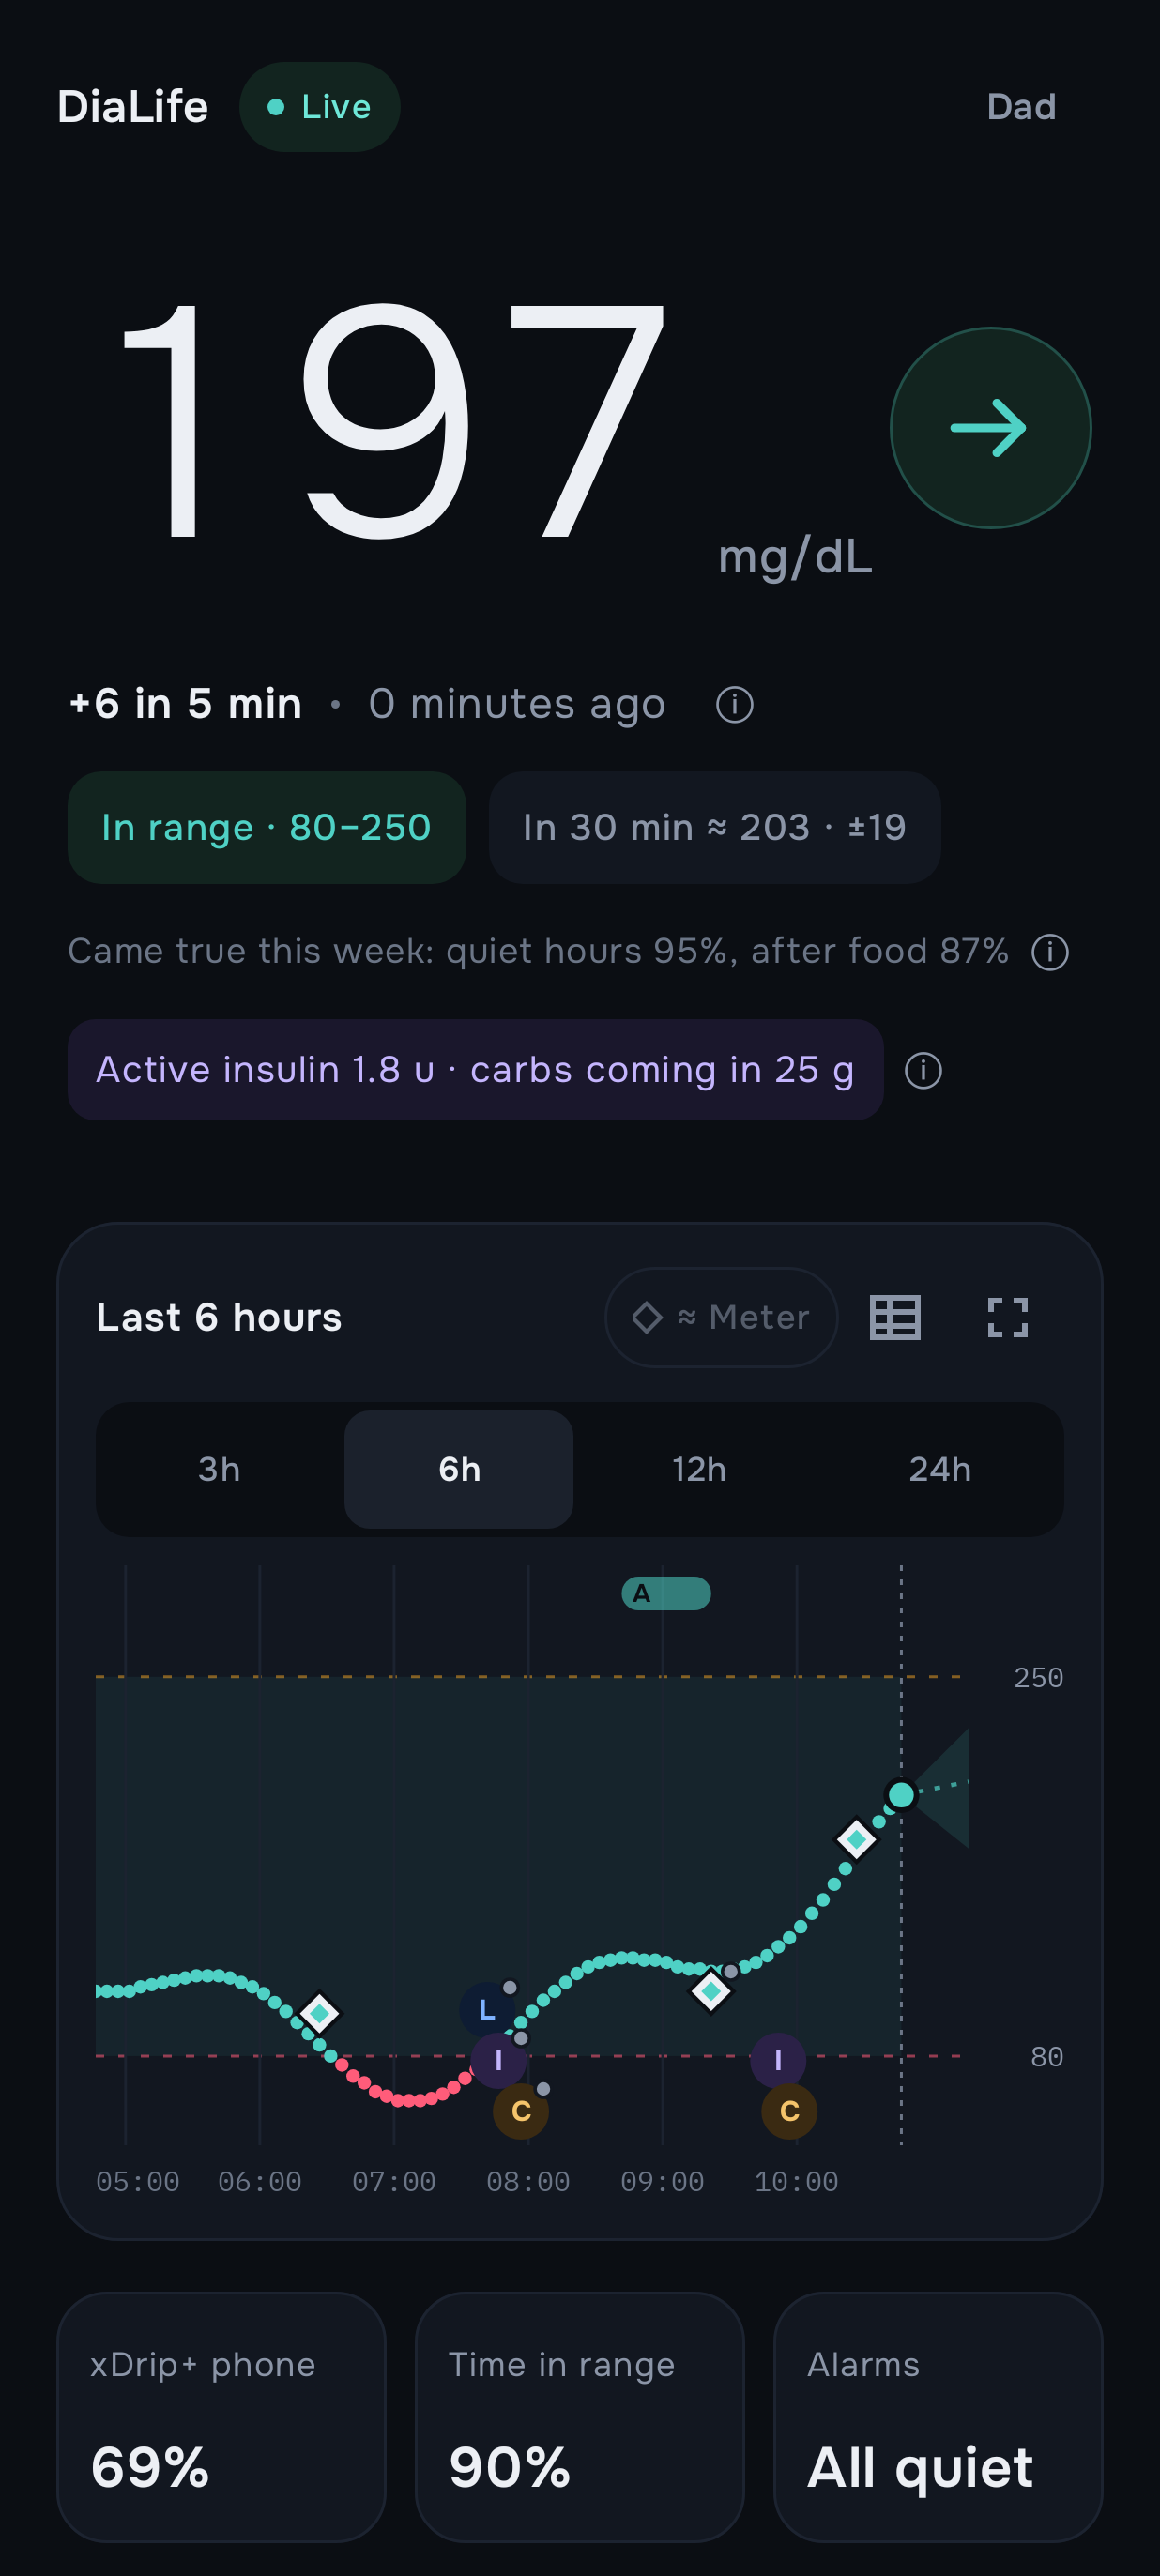 DiaLife
Live
Dad
197
mg/dL
+6 in 5 min • 0 minutes ago
In range · 80–250
In 30 min ≈ 203 · ±19
Came true this week: quiet hours 95%, after food 87%
Active insulin 1.8 u · carbs coming in 25 g
Last 6 hours
≈ Meter
3h 6h 12h 24h
A
250
L
I
I
80
C
C
05:00 06:00 07:00 08:00 09:00 10:00
xDrip+ phone
69%
Time in range
90%
Alarms
All quiet